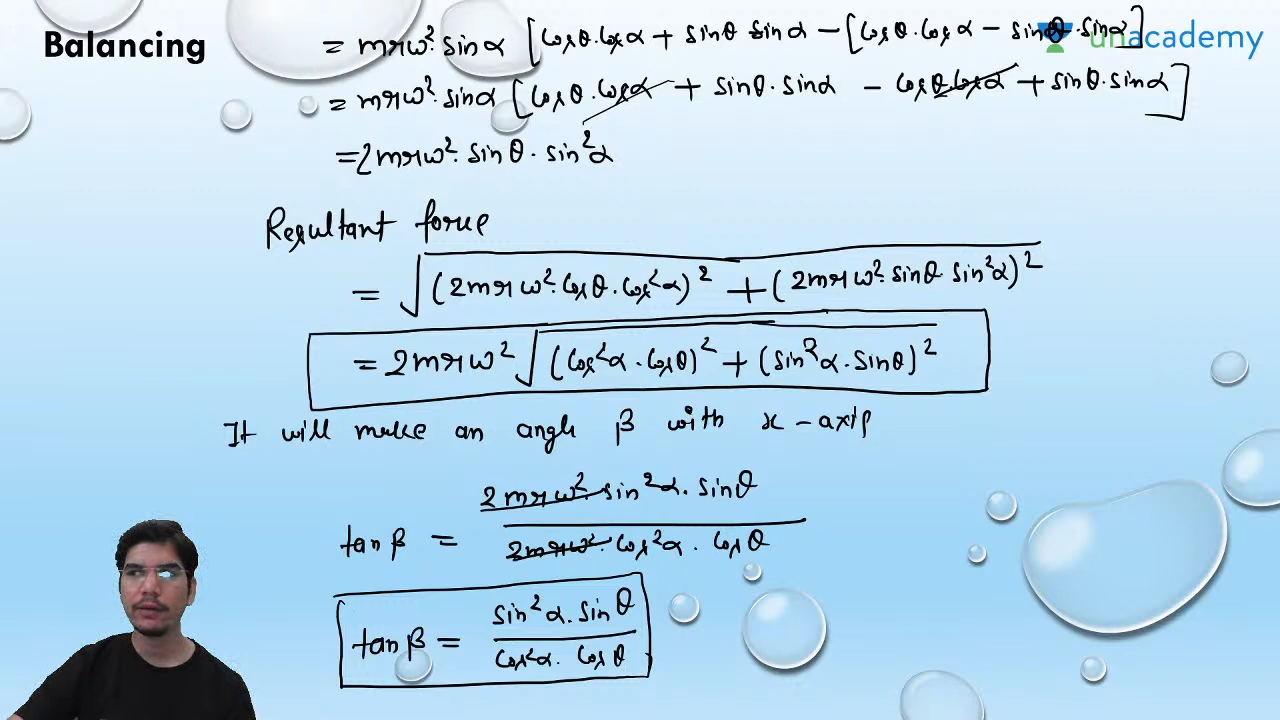 Balancing
unacademy
= mrω² sinα [cosθ.cosα + sinθ sinα − [cosθ.cosα − sinθ.sinα]]
= mrω². sinα [cosθ.cosα + sinθ.sinα − cosθ cosα + sinθ.sinα]
= 2mrω². sinθ. sin²α
Resultant force
= √((2mrω².cosθ.cos²α)² + (2mrω².sinθ sin²α)²)
= 2mrω² √((cos²α.cosθ)² + (sin²α.sinθ)²)
It will make an angle β with x-axis
tanβ = 2mrω². sin²α. sinθ / 2mrω². cos²α. cosθ
tanβ = sin²α. sinθ / cos²α. cosθ